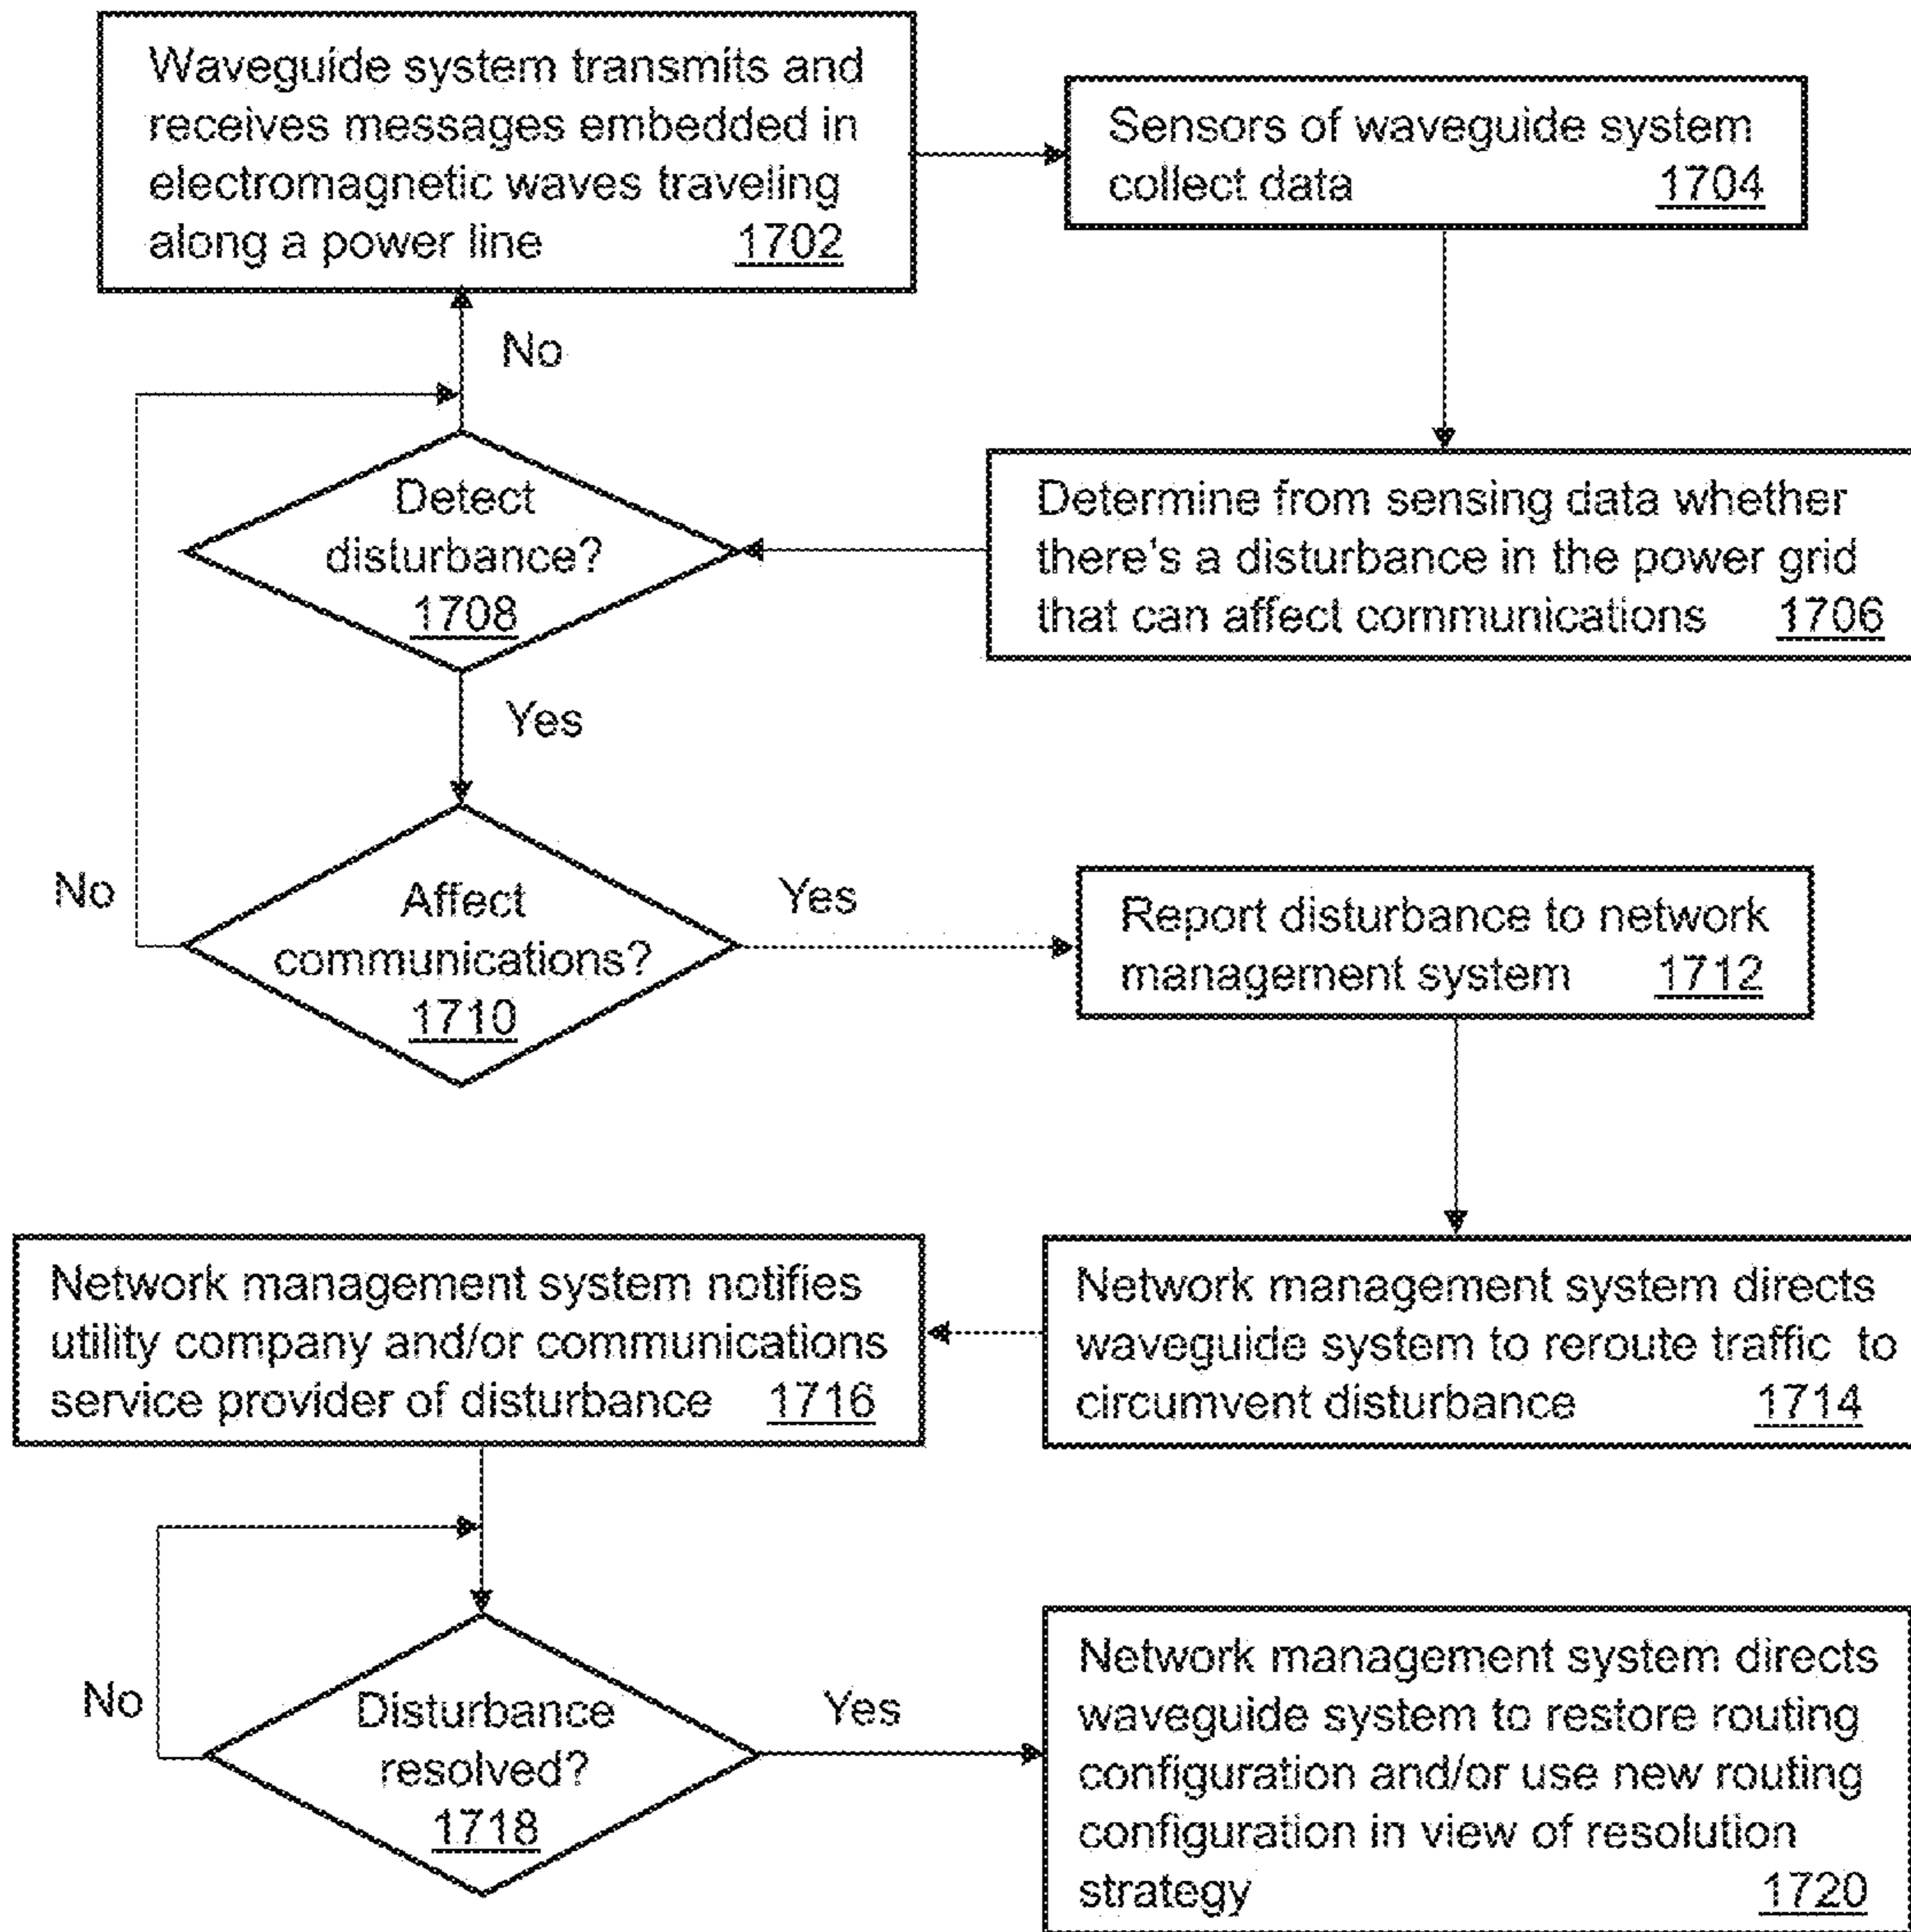 Waveguide system transmits and
receives messages embedded in
electromagnetic waves traveling
along a power line 1702
Sensors of waveguide system
collect data 1704
No
Detect
disturbance?
1708
Determine from sensing data whether
there's a disturbance in the power grid
that can affect communications 1706
Yes
No
Affect
communications?
1710
Yes
Report disturbance to network
management system 1712
Network management system notifies
utility company and/or communications
service provider of disturbance 1716
Network management system directs
waveguide system to reroute traffic to
circumvent disturbance 1714
No
Disturbance
resolved?
1718
Yes
Network management system directs
waveguide system to restore routing
configuration and/or use new routing
configuration in view of resolution
strategy 1720